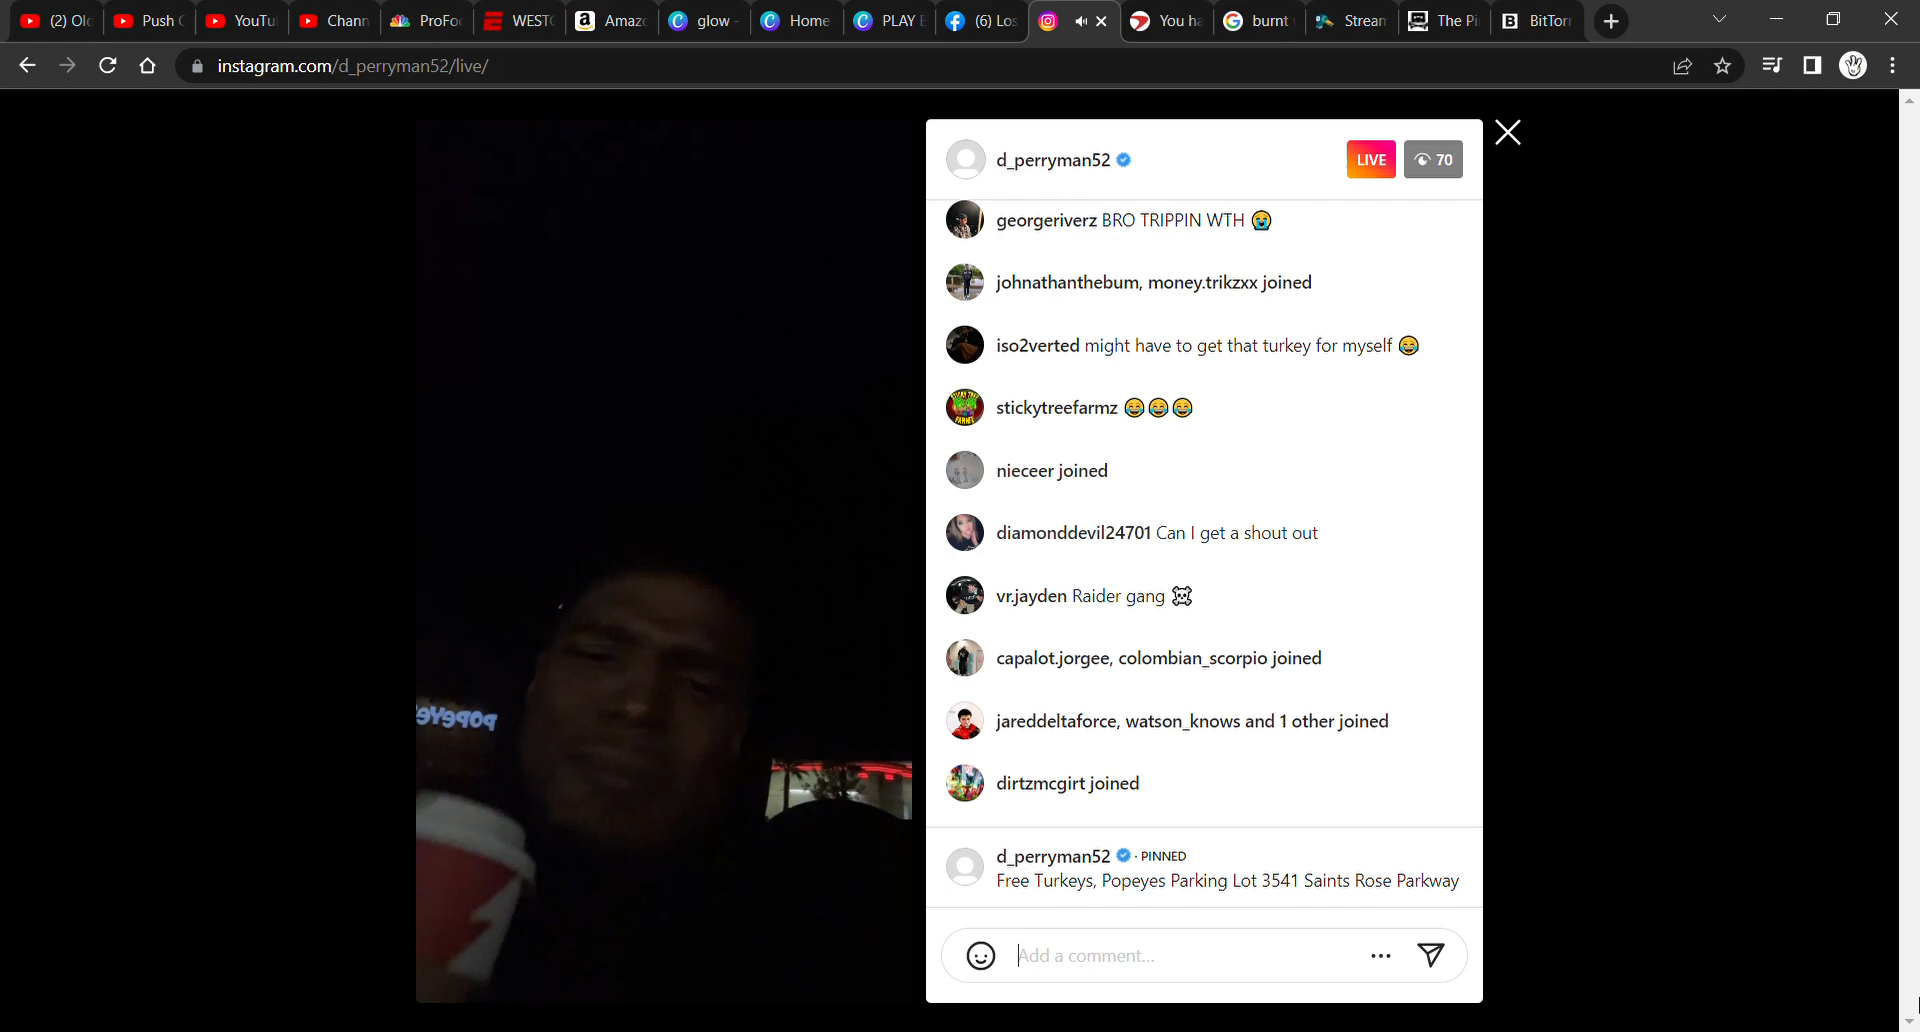 (2) Olc
Push C
YouTu
Chann
ProFoo
WESTC
Amazo
glow -
Home
PLAY B
(6) Los
You ha
burnt
Stream
The Pi
BitTorr
instagram.com/d_perryman52/live/
d_perryman52
LIVE
70
georgeriverz BRO TRIPPIN WTH 😭
johnathanthebum, money.trikzxx joined
iso2verted might have to get that turkey for myself 😂
stickytreefarmz 😂😂😂
nieceer joined
diamonddevil24701 Can I get a shout out
vr.jayden Raider gang ☠
capalot.jorgee, colombian_scorpio joined
jareddeltaforce, watson_knows and 1 other joined
dirtzmcgirt joined
POPEYE
d_perryman52 · PINNED
Free Turkeys, Popeyes Parking Lot 3541 Saints Rose Parkway
Add a comment...